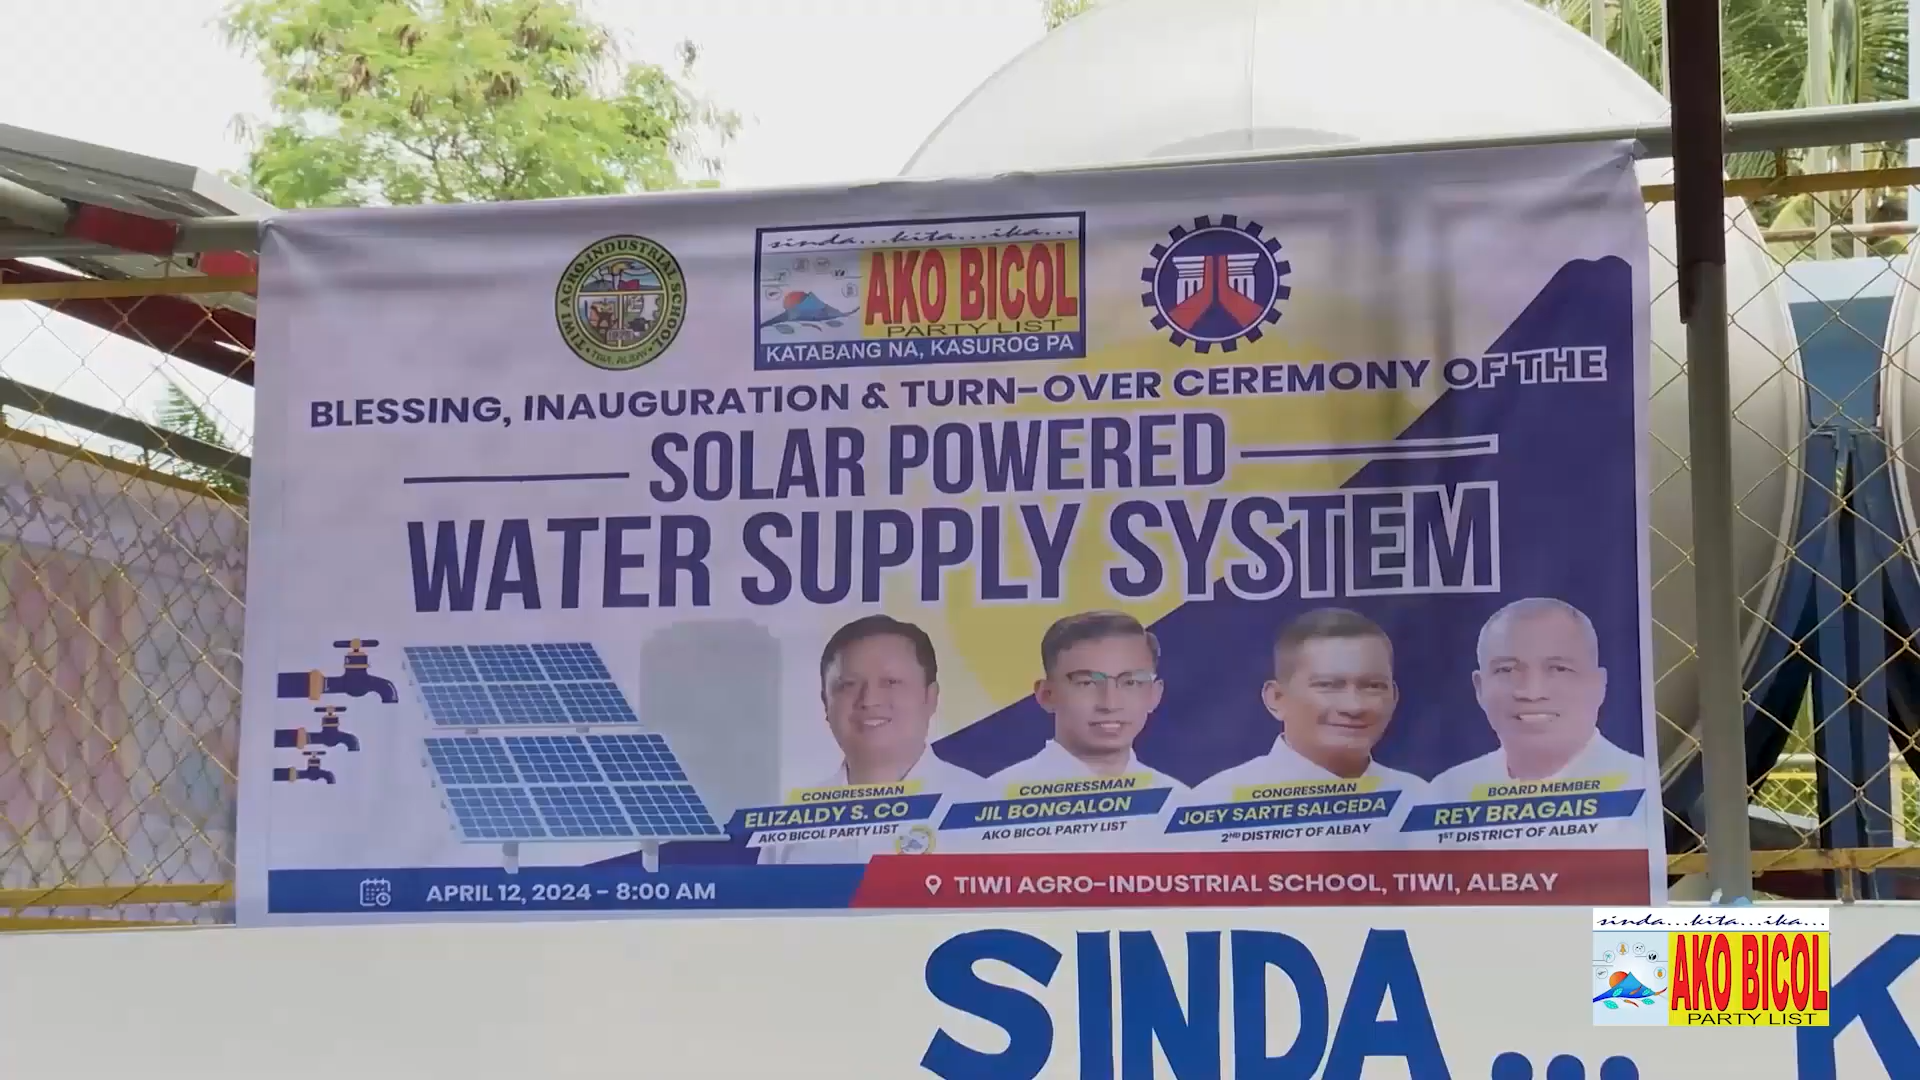 TIWI AGRO-INDUSTRIAL SCHOOL
TIWI, ALBAY
sinda...kita...ika...
AKO BICOL
PARTY LIST
KATABANG NA, KASUROG PA
BLESSING, INAUGURATION & TURN-OVER CEREMONY OF THE
SOLAR POWERED
WATER SUPPLY SYSTEM
CONGRESSMAN
ELIZALDY S. CO
AKO BICOL PARTY LIST
CONGRESSMAN
JIL BONGALON
AKO BICOL PARTY LIST
CONGRESSMAN
JOEY SARTE SALCEDA
2ND DISTRICT OF ALBAY
BOARD MEMBER
REY BRAGAIS
1ST DISTRICT OF ALBAY
APRIL 12, 2024 - 8:00 AM
TIWI AGRO-INDUSTRIAL SCHOOL, TIWI, ALBAY
SINDA... K
sinda...kita...ika...
AKO BICOL
PARTY LIST